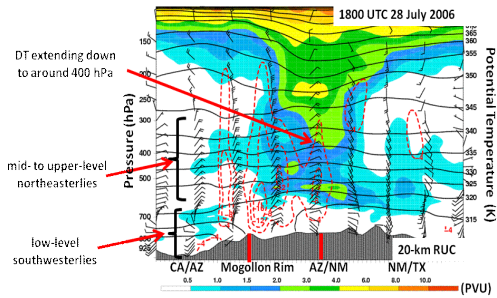 1800 UTC 28 July 2006
DT extending down
to around 400 hPa
mid- to upper-level
northeasterlies
low-level
southwesterlies
Pressure (hPa)
150
200
250
300
400
500
700
850
925
Potential Temperature (K)
365
360
355
350
345
340
335
330
325
320
315
20-km RUC
CA/AZ Mogollon Rim AZ/NM NM/TX
0.5 1.0 1.5 2.0 3.0 4.0 6.0 8.0 10.0 (PVU)